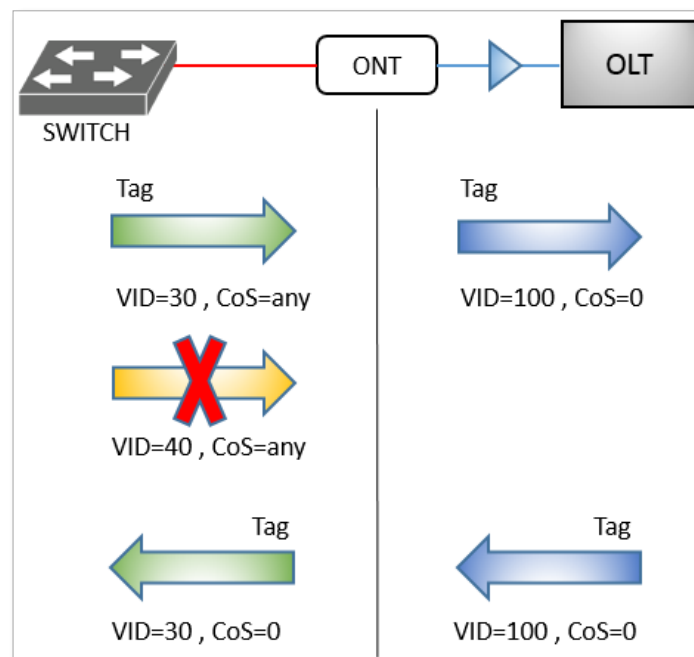 ONT
OLT
SWITCH
Tag
Tag
VID=30 , CoS=any
VID=100 , CoS=0
VID=40 , CoS=any
Tag
Tag
VID=30 , CoS=0
VID=100 , CoS=0